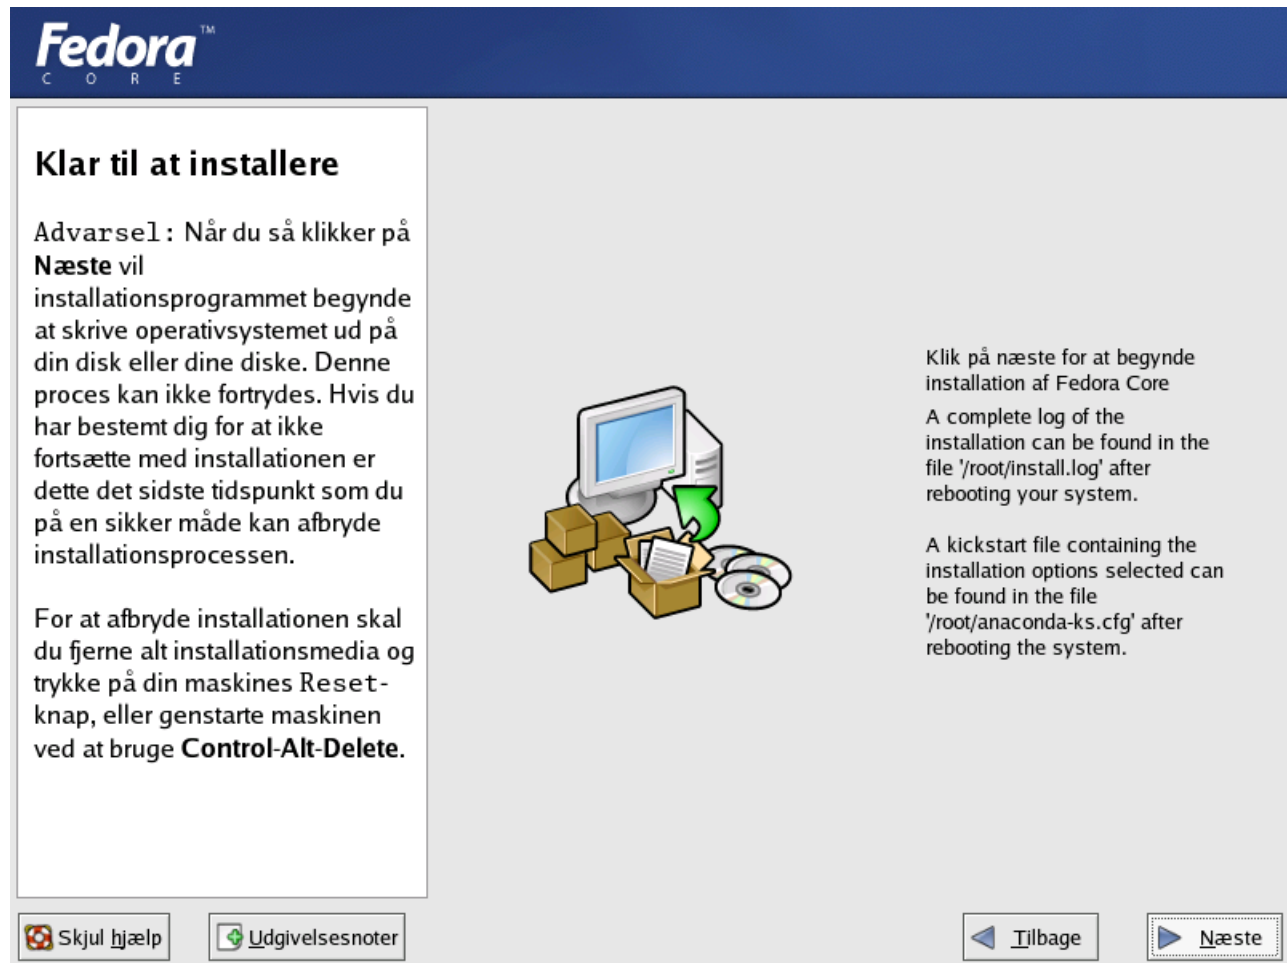 Fedora™
CORE
Klar til at installere
Advarsel: Når du så klikker på
Næste vil
installationsprogrammet begynde
at skrive operativsystemet ud på
din disk eller dine diske. Denne
proces kan ikke fortrydes. Hvis du
har bestemt dig for at ikke
fortsætte med installationen er
dette det sidste tidspunkt som du
på en sikker måde kan afbryde
installationsprocessen.
For at afbryde installationen skal
du fjerne alt installationsmedia og
trykke på din maskines Reset-
knap, eller genstarte maskinen
ved at bruge Control-Alt-Delete.
Klik på næste for at begynde
installation af Fedora Core
A complete log of the
installation can be found in the
file '/root/install.log' after
rebooting your system.
A kickstart file containing the
installation options selected can
be found in the file
'/root/anaconda-ks.cfg' after
rebooting the system.
Skjul hjælp
Udgivelsesnoter
Tilbage
Næste